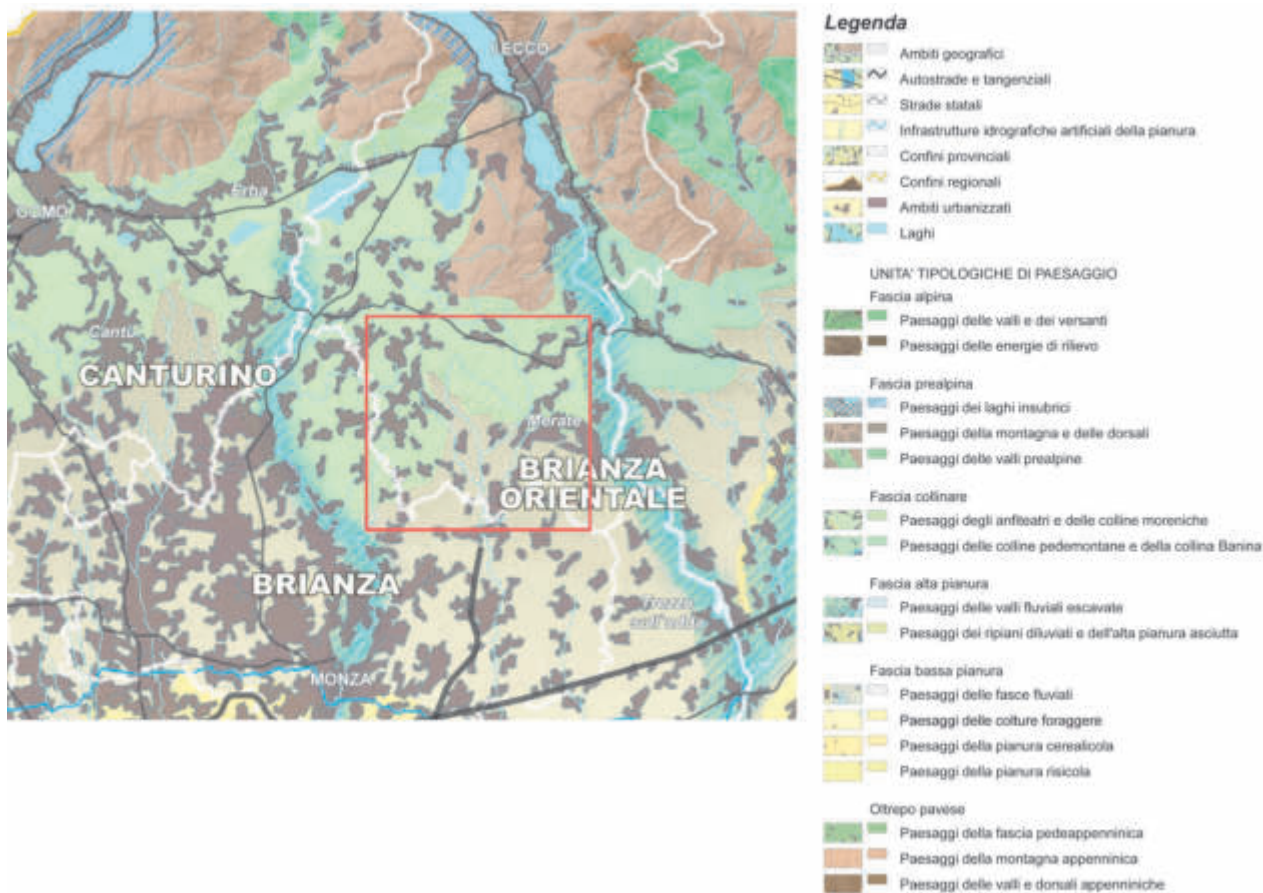 LECCO
Erba
COMO
Cantù
CANTURINO
Merate
BRIANZA
ORIENTALE
BRIANZA
Trezzo
sull'adda
MONZA
Legenda
Ambiti geografici
Autostrade e tangenziali
Strade statali
Infrastrutture idrografiche artificiali della pianura
Confini provinciali
Confini regionali
Ambiti urbanizzati
Laghi
UNITA' TIPOLOGICHE DI PAESAGGIO
Fascia alpina
Paesaggi delle valli e dei versanti
Paesaggi delle energie di rilievo
Fascia prealpina
Paesaggi dei laghi insubrici
Paesaggi della montagna e delle dorsali
Paesaggi delle valli prealpine
Fascia collinare
Paesaggi degli anfiteatri e delle colline moreniche
Paesaggi delle colline pedemontane e della collina Banina
Fascia alta pianura
Paesaggi delle valli fluviali escavate
Paesaggi dei ripiani diluviali e dell'alta pianura asciutta
Fascia bassa pianura
Paesaggi delle fasce fluviali
Paesaggi delle colture foraggere
Paesaggi della pianura cerealicola
Paesaggi della pianura risicola
Oltrepo pavese
Paesaggi della fascia pedeappenninica
Paesaggi della montagna appenninica
Paesaggi delle valli e dorsali appenniniche